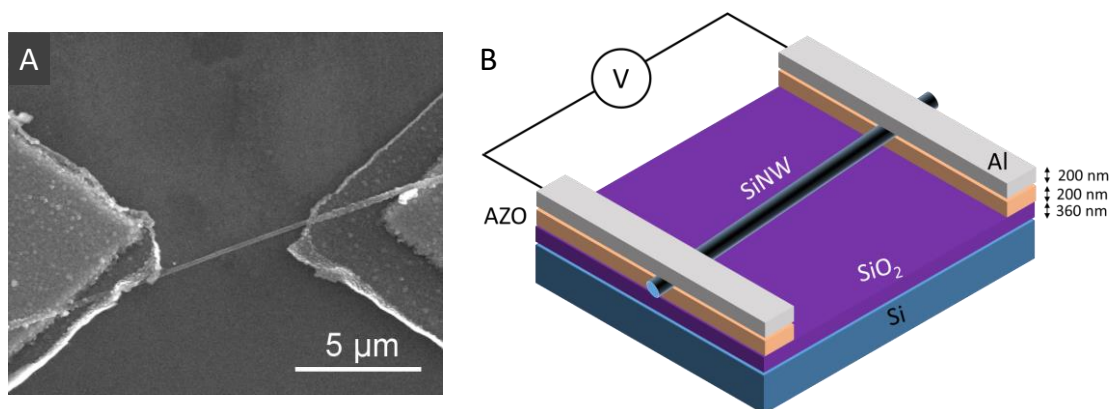 A
5 µm
B
V
SiNW
Al
200 nm
200 nm
360 nm
AZO
SiO₂
Si